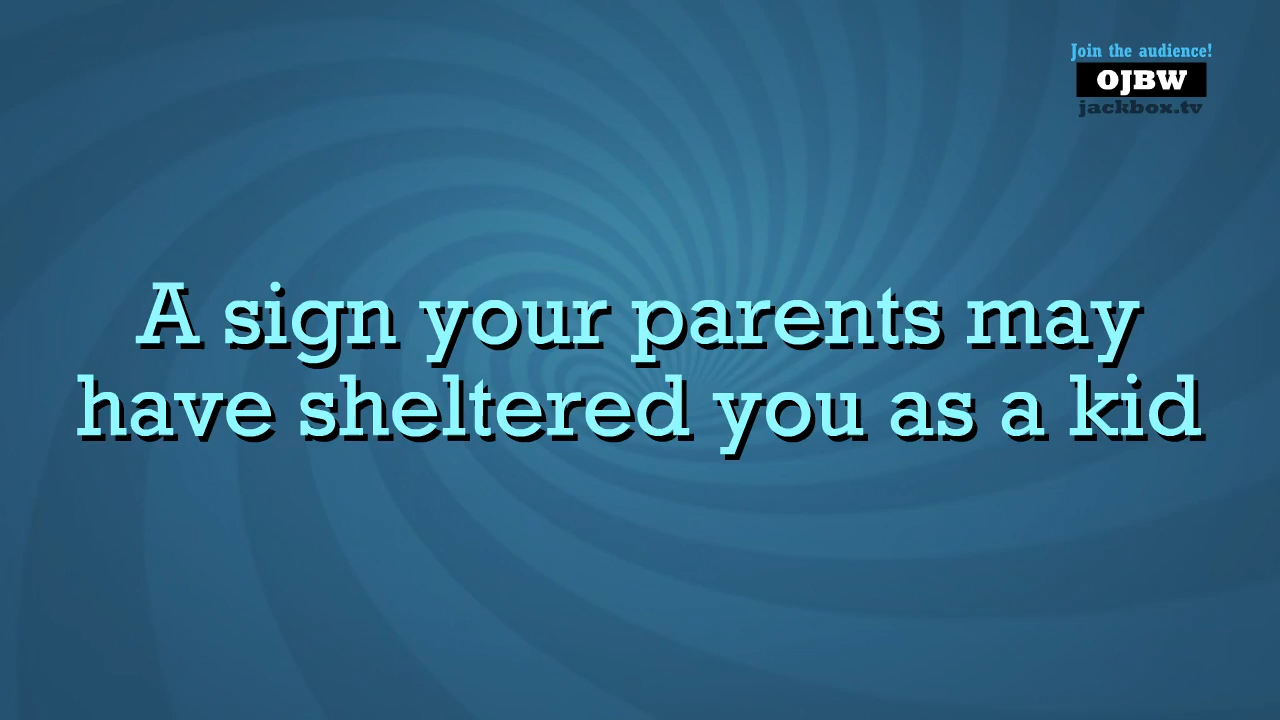 Join the audience!
OJBW
jackbox.tv
A sign your parents may
have sheltered you as a kid